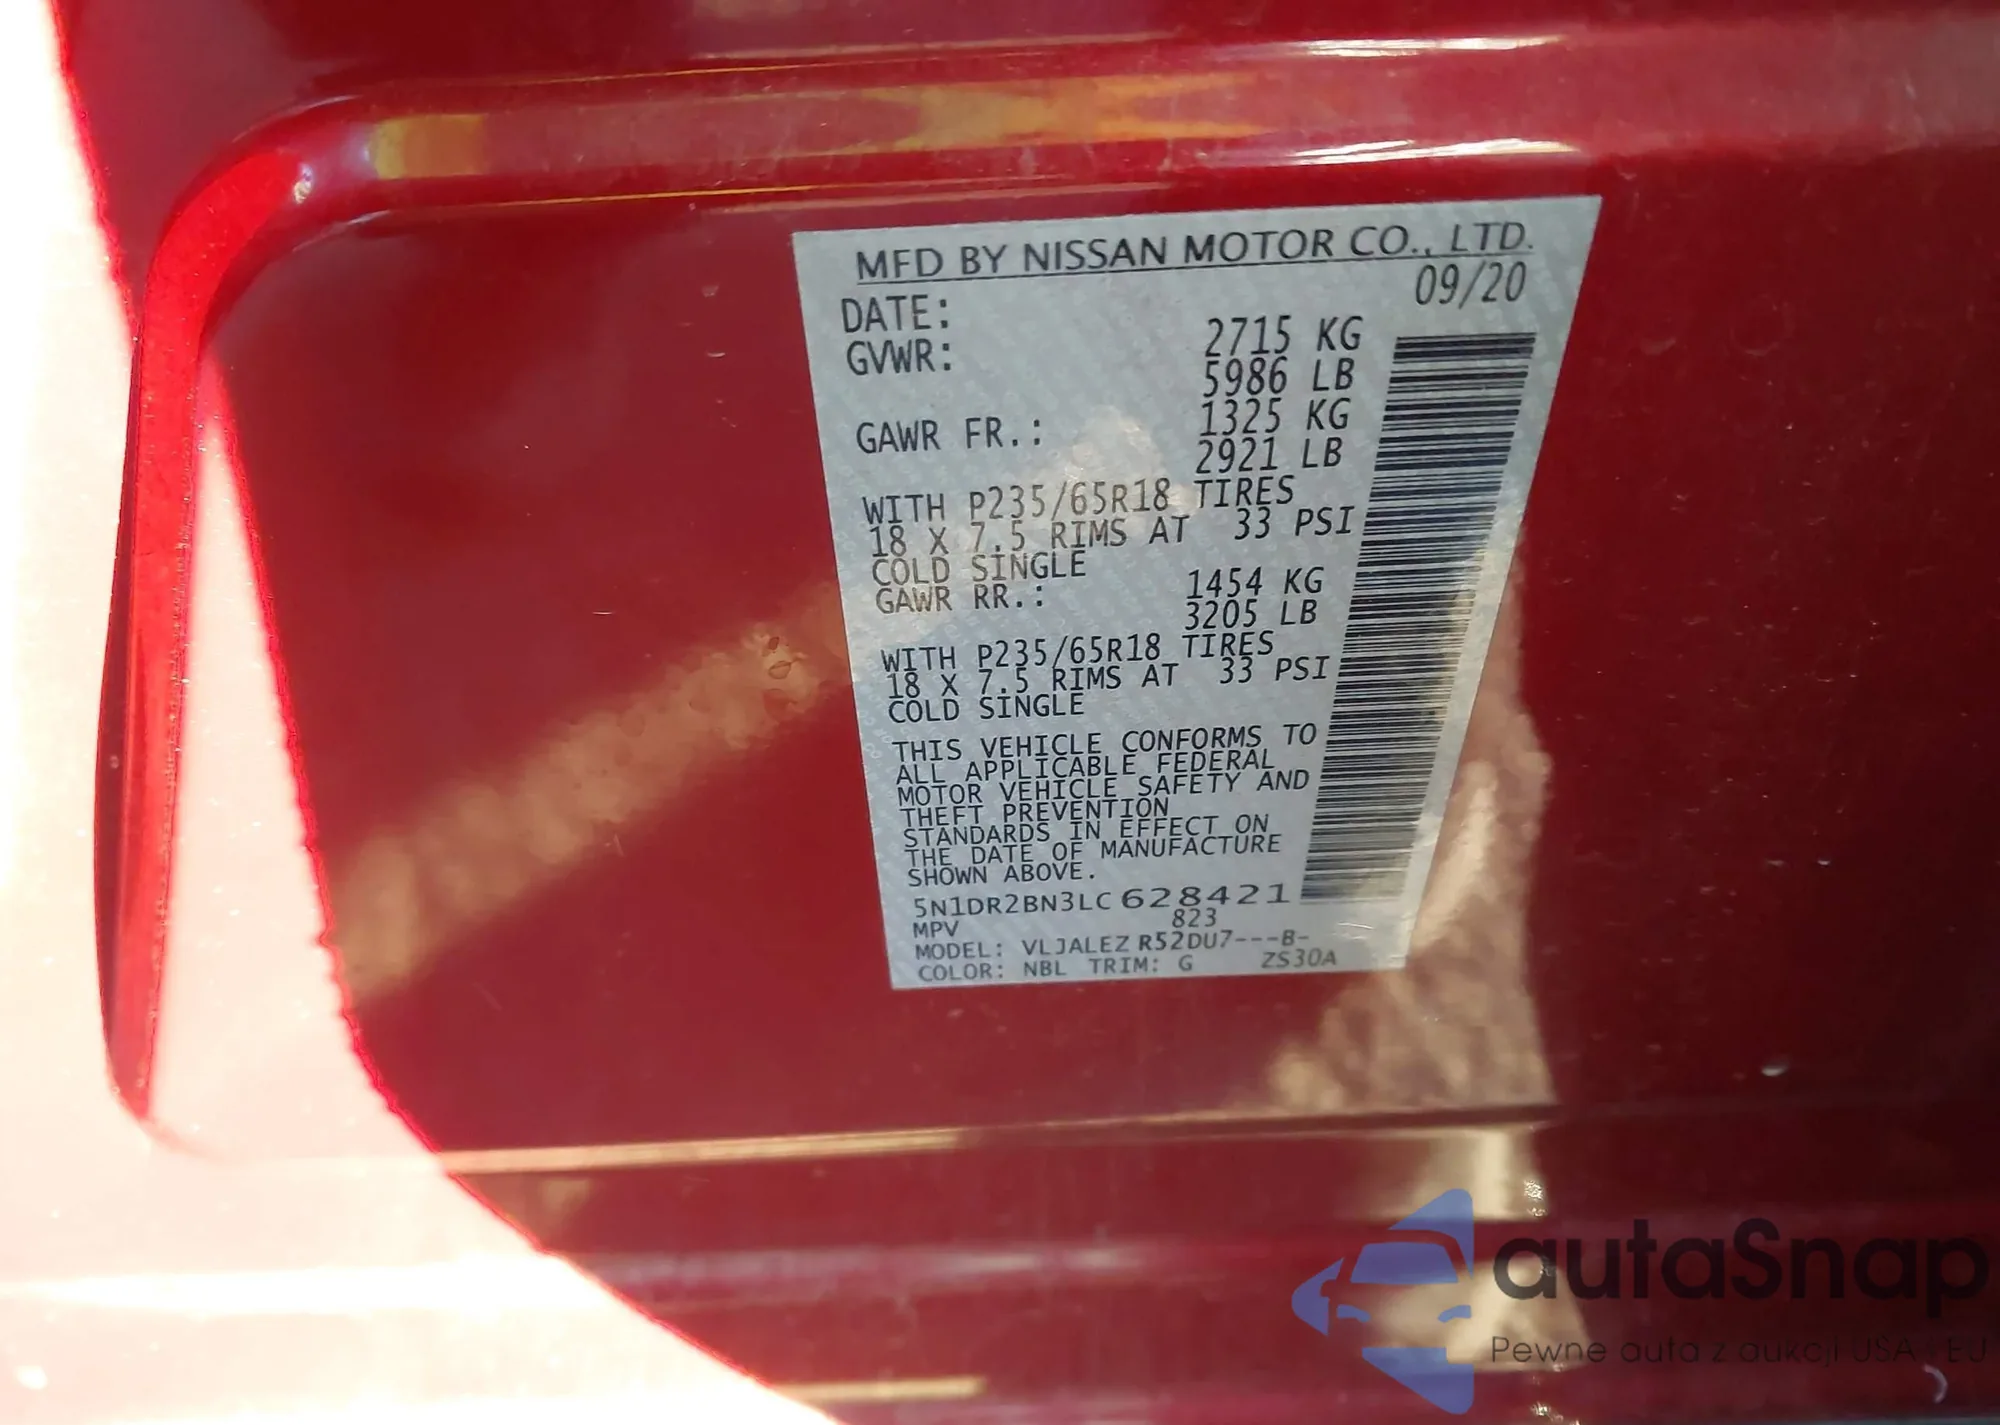 MFD BY NISSAN MOTOR CO., LTD.
DATE: 09/20
GVWR: 2715 KG
5986 LB
GAWR FR.: 1325 KG
2921 LB
WITH P235/65R18 TIRES
18 X 7.5 RIMS AT 33 PSI
COLD SINGLE
GAWR RR.: 1454 KG
3205 LB
WITH P235/65R18 TIRES
18 X 7.5 RIMS AT 33 PSI
COLD SINGLE
THIS VEHICLE CONFORMS TO
ALL APPLICABLE FEDERAL
MOTOR VEHICLE SAFETY AND
THEFT PREVENTION
STANDARDS IN EFFECT ON
THE DATE OF MANUFACTURE
SHOWN ABOVE.
5N1DR2BN3LC628421
MPV 823
MODEL: VLJALEZ R52DU7---B-
COLOR: NBL TRIM: G ZS30A
autaSnap
Pewne auta z aukcji USA i EU